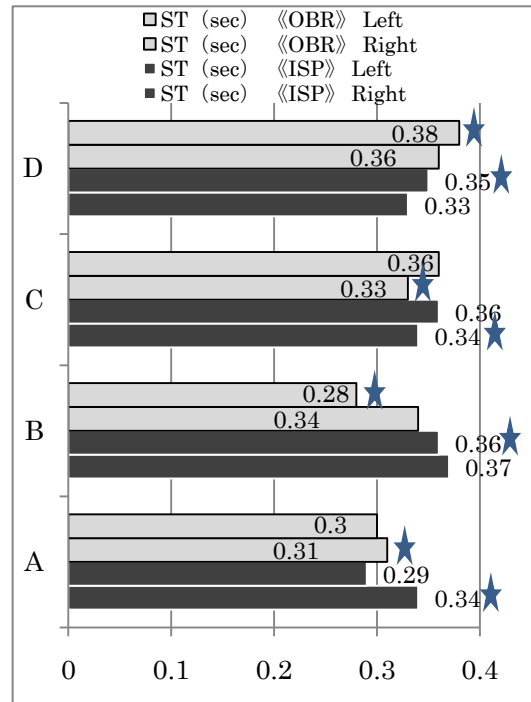 ST (sec) 《OBR》 Left
ST (sec) 《OBR》 Right
ST (sec) 《ISP》 Left
ST (sec) 《ISP》 Right
0.38
0.36
D
0.35
0.33
0.36
0.33
C
0.36
0.34
0.28
0.34
B
0.36
0.37
0.3
0.31
A
0.29
0.34
0 0.1 0.2 0.3 0.4